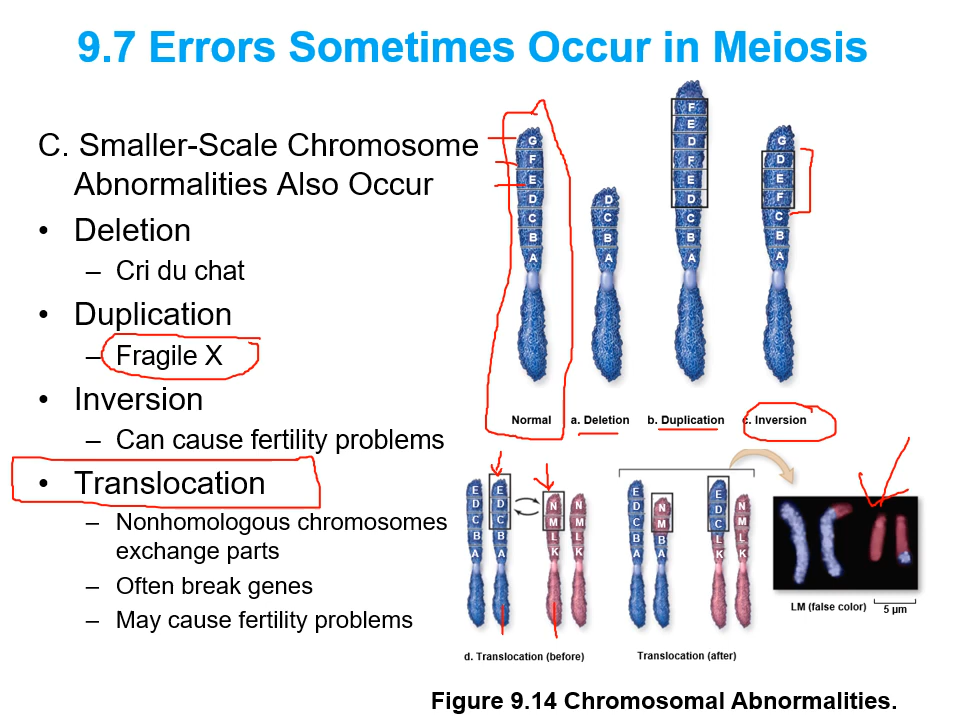 9.7 Errors Sometimes Occur in Meiosis
C. Smaller-Scale Chromosome
Abnormalities Also Occur
• Deletion
– Cri du chat
• Duplication
– Fragile X
• Inversion
– Can cause fertility problems
• Translocation
– Nonhomologous chromosomes
exchange parts
– Often break genes
– May cause fertility problems
G
F
E
D
C
B
A
D
C
B
A
F
E
D
F
E
D
C
B
A
G
D
E
F
C
B
A
Normal
a. Deletion
b. Duplication
c. Inversion
E
D
C
B
A
E
D
C
B
A
N
M
L
K
N
M
L
K
E
D
C
B
A
N
M
B
A
E
D
C
L
K
N
M
L
K
d. Translocation (before)
Translocation (after)
LM (false color)
5 µm
Figure 9.14 Chromosomal Abnormalities.